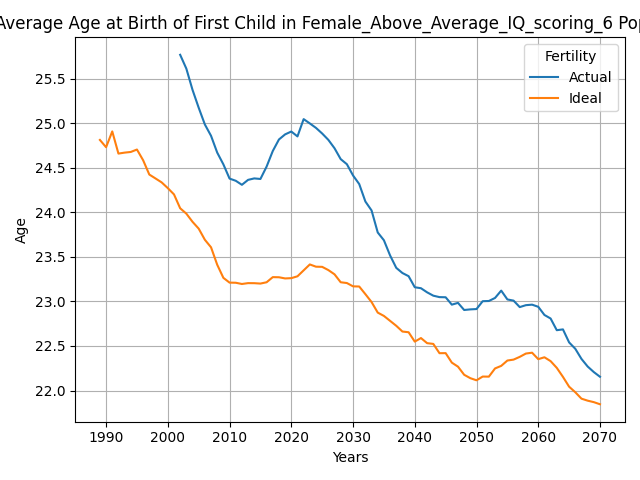 Average Age at Birth of First Child in Female_Above_Average_IQ_scoring_6
Fertility
Actual
Ideal
25.5
25.0
24.5
24.0
23.5
23.0
22.5
22.0
Age
1990 2000 2010 2020 2030 2040 2050 2060 2070
Years